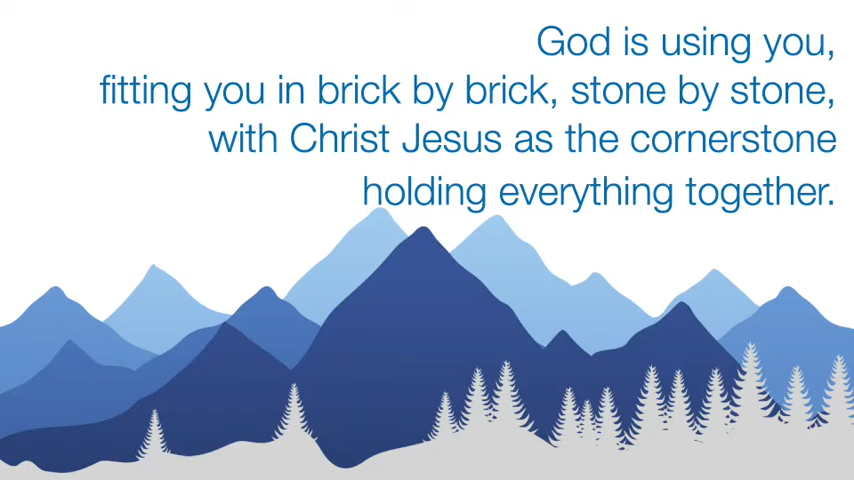 God is using you,
fitting you in brick by brick, stone by stone,
with Christ Jesus as the cornerstone
holding everything together.